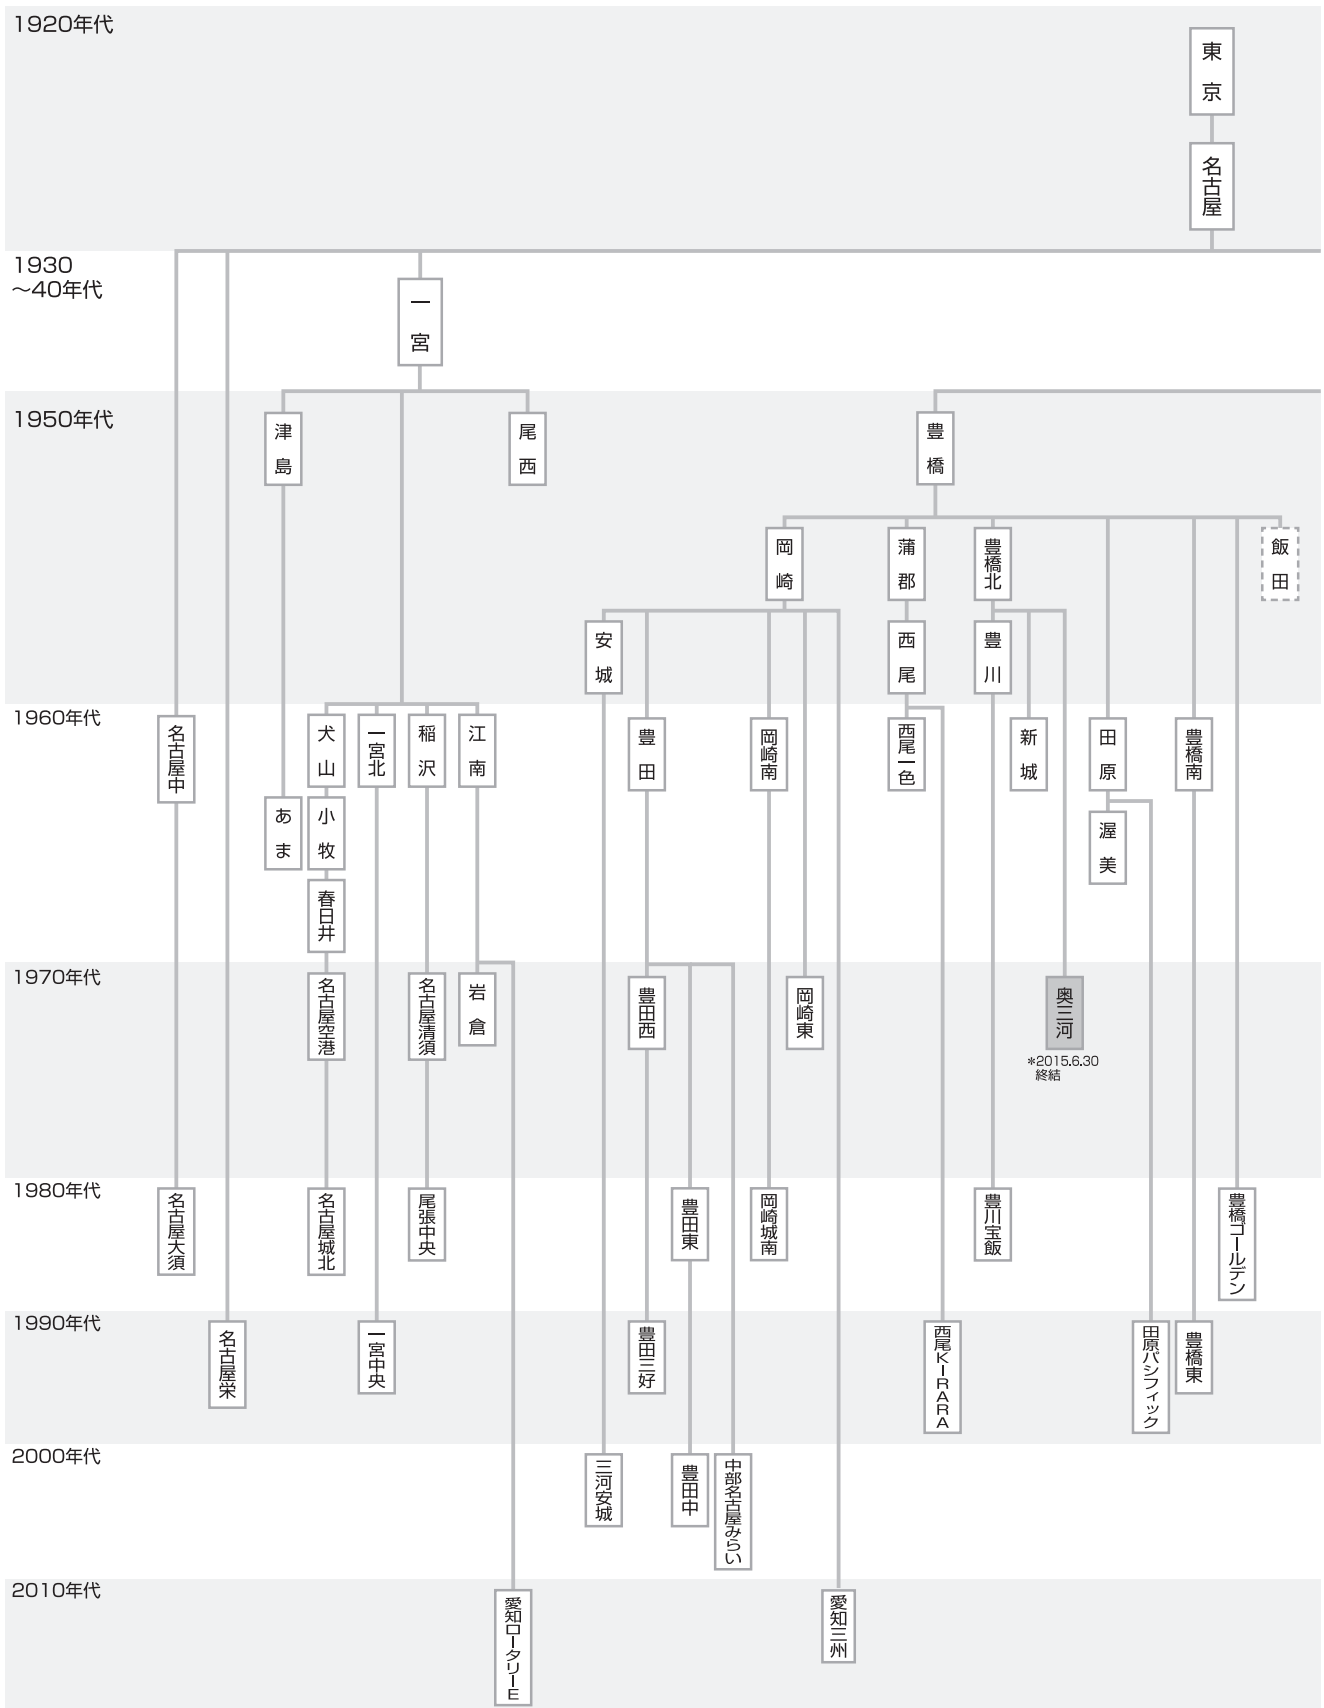 1920年代
東京
名古屋
1930
～40年代
一宮
1950年代
津島
尾西
豊橋
岡崎
蒲郡
豊橋北
飯田
安城
西尾
豊川
1960年代
名古屋中
犬山
一宮北
稲沢
江南
豊田
岡崎南
西尾一色
新城
田原
豊橋南
あま
小牧
渥美
春日井
1970年代
名古屋空港
名古屋清須
岩倉
豊田西
岡崎東
奥三河
*2015.6.30
終結
1980年代
名古屋大須
名古屋城北
尾張中央
豊田東
岡崎城南
豊川宝飯
豊橋ゴールデン
1990年代
名古屋栄
一宮中央
豊田三好
西尾KIRARA
田原パシフィック
豊橋東
2000年代
三河安城
豊田中
中部名古屋みらい
2010年代
愛知ロータリーE
愛知三州